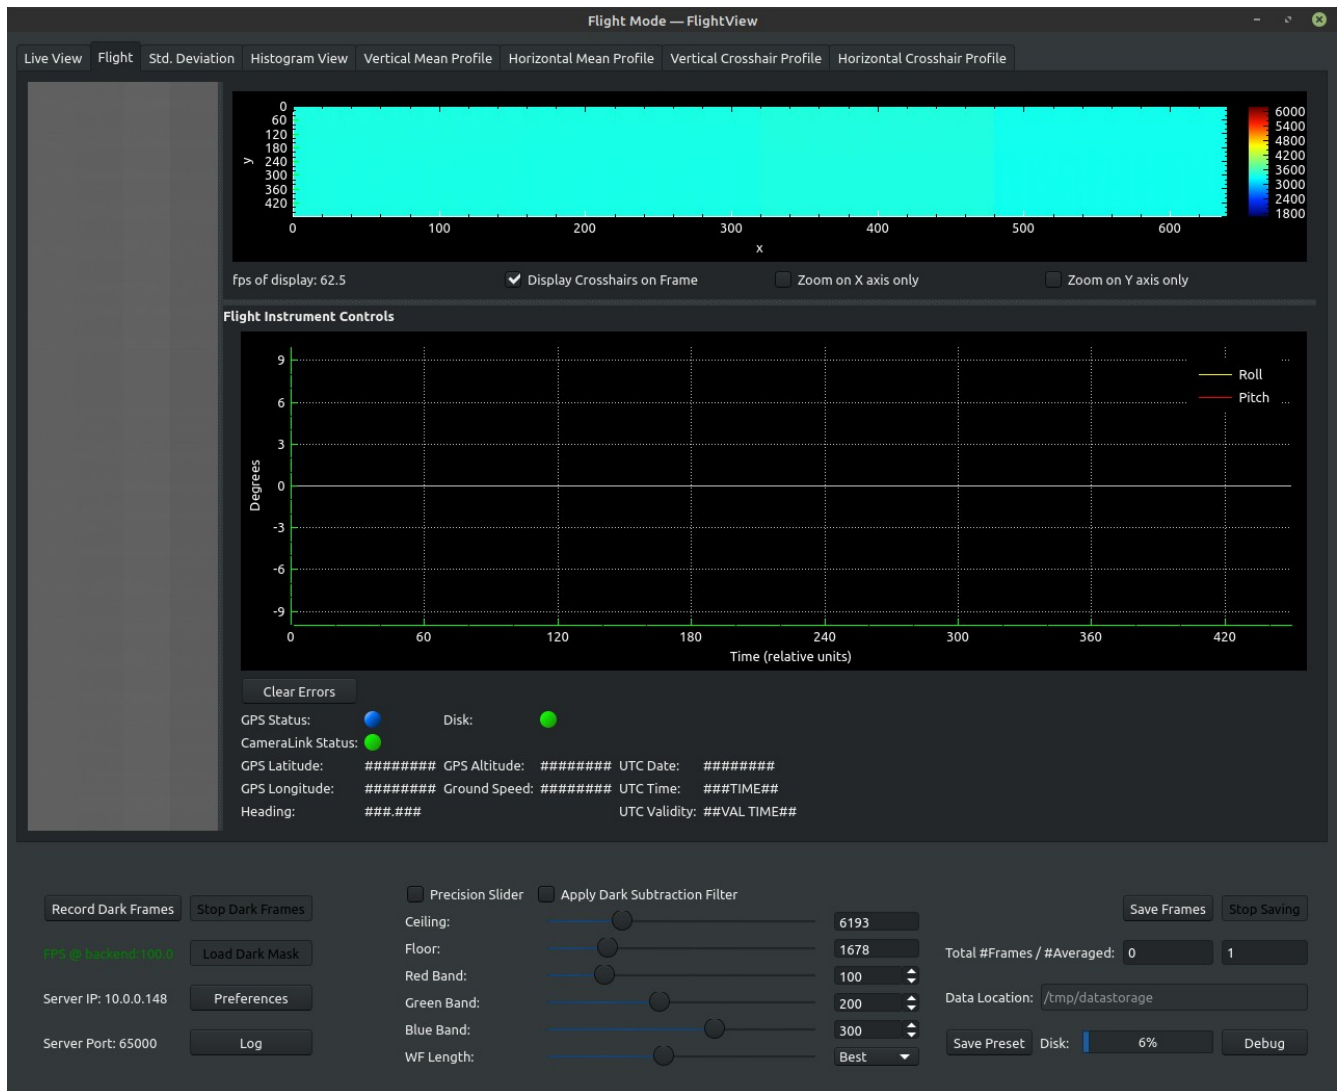 Flight Mode — FlightView
Live View Flight Std. Deviation Histogram View Vertical Mean Profile Horizontal Mean Profile Vertical Crosshair Profile Horizontal Crosshair Profile
0
60
120
180
240
300
360
420
y
0 100 200 300 400 500 600
x
6000
5400
4800
4200
3600
3000
2400
1800
fps of display: 62.5 Display Crosshairs on Frame Zoom on X axis only Zoom on Y axis only
Flight Instrument Controls
9
6
3
0
-3
-6
-9
Degrees
Roll
Pitch
0 60 120 180 240 300 360 420
Time (relative units)
Clear Errors
GPS Status: Disk:
CameraLink Status:
GPS Latitude: ######## GPS Altitude: ######## UTC Date: ########
GPS Longitude: ######## Ground Speed: ######## UTC Time: ###TIME##
Heading: ###.### UTC Validity: ##VAL TIME##
Record Dark Frames Stop Dark Frames
FPS @ backend:100.0 Load Dark Mask
Server IP: 10.0.0.148 Preferences
Server Port: 65000 Log
Precision Slider Apply Dark Subtraction Filter
Ceiling: 6193
Floor: 1678
Red Band: 100
Green Band: 200
Blue Band: 300
WF Length: Best
Save Frames Stop Saving
Total #Frames / #Averaged: 0 1
Data Location: /tmp/datastorage
Save Preset Disk: 6% Debug